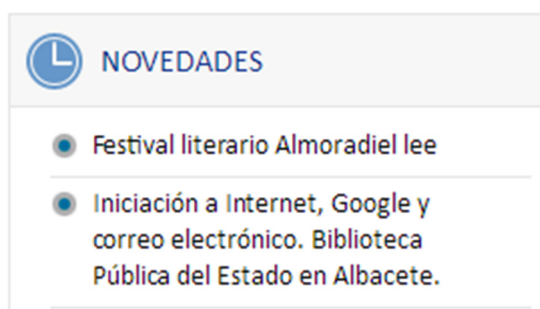 NOVEDADES
Festival literario Almoradiel lee
Iniciación a Internet, Google y
correo electrónico. Biblioteca
Pública del Estado en Albacete.